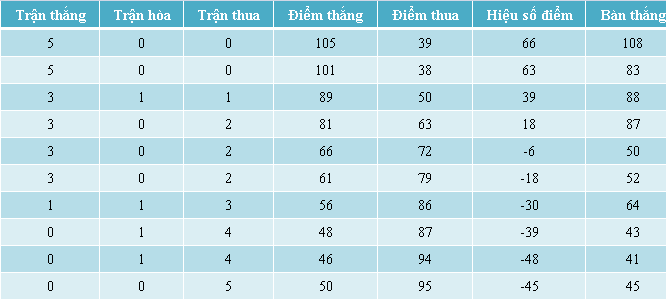 Trận thắng Trận hòa Trận thua Điểm thắng Điểm thua Hiệu số điểm Bàn thắng
5 0 0 105 39 66 108
5 0 0 101 38 63 83
3 1 1 89 50 39 88
3 0 2 81 63 18 87
3 0 2 66 72 -6 50
3 0 2 61 79 -18 52
1 1 3 56 86 -30 64
0 1 4 48 87 -39 43
0 1 4 46 94 -48 41
0 0 5 50 95 -45 45